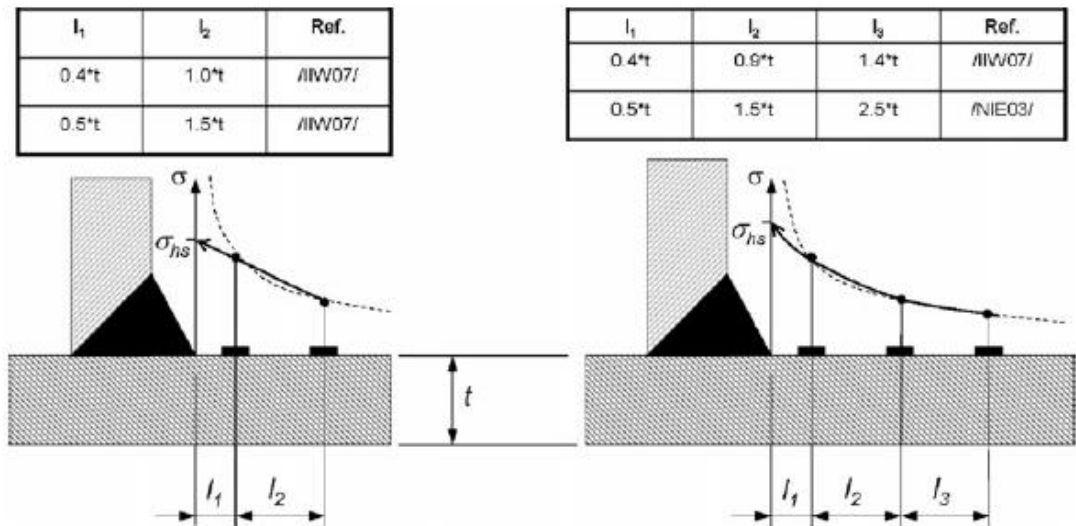 l₁ l₂ Ref.
0.4*t 1.0*t /IIW07/
0.5*t 1.5*t /IIW07/
l₁ l₂ l₃ Ref.
0.4*t 0.9*t 1.4*t /IIW07/
0.5*t 1.5*t 2.5*t /NIE03/
σ
σhs
σ
σhs
t
l₁ l₂
l₁ l₂ l₃